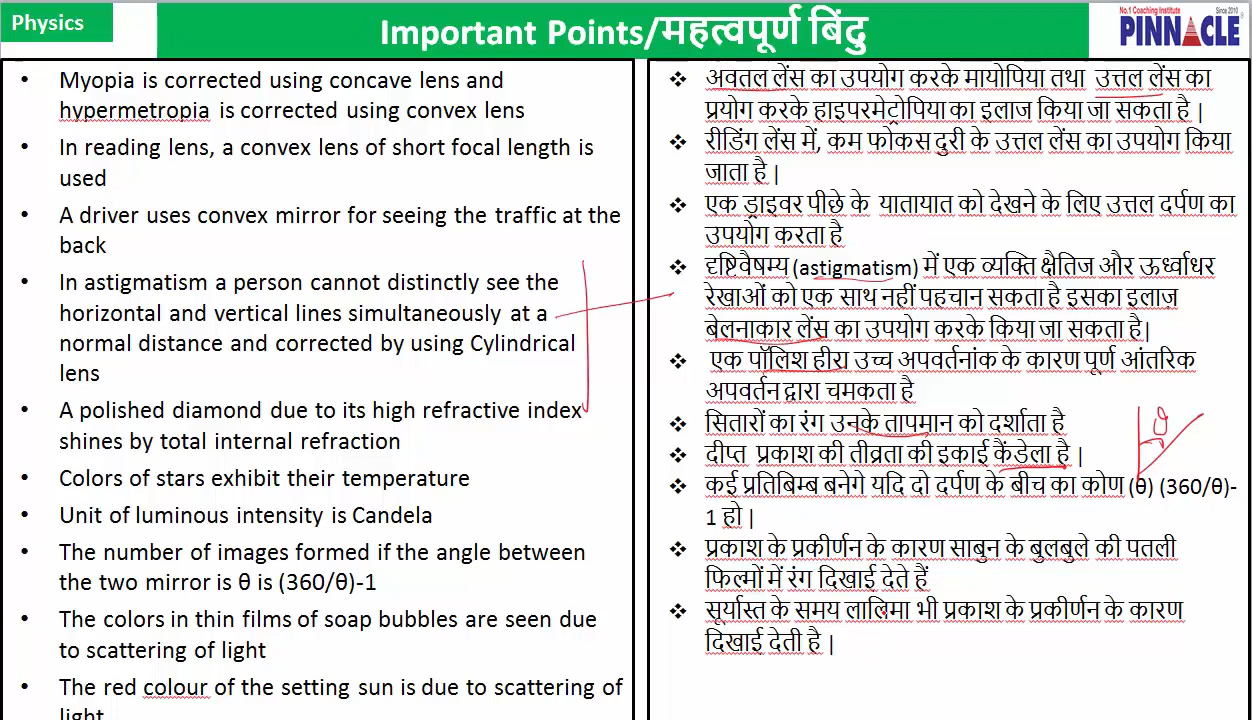 Physics
Important Points/महत्वपूर्ण बिंदु
No.1 Coaching Institute
Since 2010
PINNACLE
• Myopia is corrected using concave lens and
hypermetropia is corrected using convex lens
• In reading lens, a convex lens of short focal length is
used
• A driver uses convex mirror for seeing the traffic at the
back
• In astigmatism a person cannot distinctly see the
horizontal and vertical lines simultaneously at a
normal distance and corrected by using Cylindrical
lens
• A polished diamond due to its high refractive index
shines by total internal refraction
• Colors of stars exhibit their temperature
• Unit of luminous intensity is Candela
• The number of images formed if the angle between
the two mirror is θ is (360/θ)-1
• The colors in thin films of soap bubbles are seen due
to scattering of light
• The red colour of the setting sun is due to scattering of
light
❖ अवतल लेंस का उपयोग करके मायोपिया तथा उत्तल लेंस का
प्रयोग करके हाइपरमेट्रोपिया का इलाज किया जा सकता है |
❖ रीडिंग लेंस में, कम फोकस दुरी के उत्तल लेंस का उपयोग किया
जाता है |
❖ एक ड्राइवर पीछे के यातायात को देखने के लिए उत्तल दर्पण का
उपयोग करता है
❖ दृष्टिवैषम्य (astigmatism) में एक व्यक्ति क्षैतिज और ऊर्ध्वाधर
रेखाओं को एक साथ नहीं पहचान सकता है इसका इलाज़
बेलनाकार लेंस का उपयोग करके किया जा सकता है|
❖ एक पॉलिश हीरा उच्च अपवर्तनांक के कारण पूर्ण आंतरिक
अपवर्तन द्वारा चमकता है
❖ सितारों का रंग उनके तापमान को दर्शाता है
❖ दीप्त प्रकाश की तीव्रता की इकाई कैंडेला है |
❖ कई प्रतिबिम्ब बनेगे यदि दो दर्पण के बीच का कोण (θ) (360/θ)-
1 हो |
❖ प्रकाश के प्रकीर्णन के कारण साबुन के बुलबुले की पतली
फिल्मों में रंग दिखाई देते हैं
❖ सूर्यास्त के समय लालिमा भी प्रकाश के प्रकीर्णन के कारण
दिखाई देती है |
θ